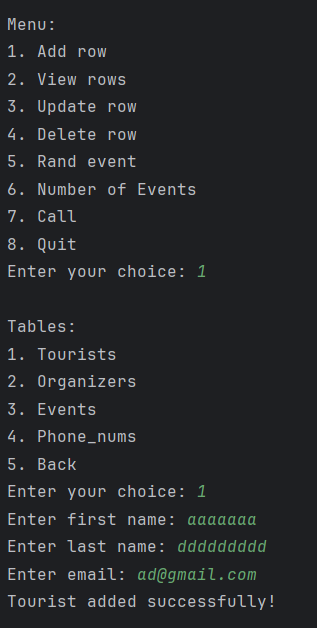 Menu:
1. Add row
2. View rows
3. Update row
4. Delete row
5. Rand event
6. Number of Events
7. Call
8. Quit
Enter your choice: 1

Tables:
1. Tourists
2. Organizers
3. Events
4. Phone_nums
5. Back
Enter your choice: 1
Enter first name: aaaaaaa
Enter last name: ddddddddd
Enter email: ad@gmail.com
Tourist added successfully!